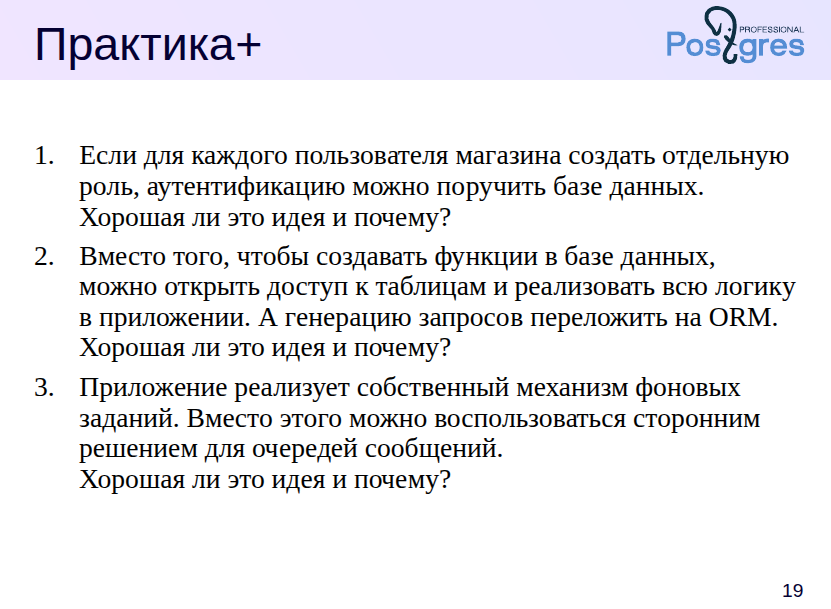 Практика+
PROFESSIONAL
Postgres
1. Если для каждого пользователя магазина создать отдельную
роль, аутентификацию можно поручить базе данных.
Хорошая ли это идея и почему?
2. Вместо того, чтобы создавать функции в базе данных,
можно открыть доступ к таблицам и реализовать всю логику
в приложении. А генерацию запросов переложить на ORM.
Хорошая ли это идея и почему?
3. Приложение реализует собственный механизм фоновых
заданий. Вместо этого можно воспользоваться сторонним
решением для очередей сообщений.
Хорошая ли это идея и почему?
19